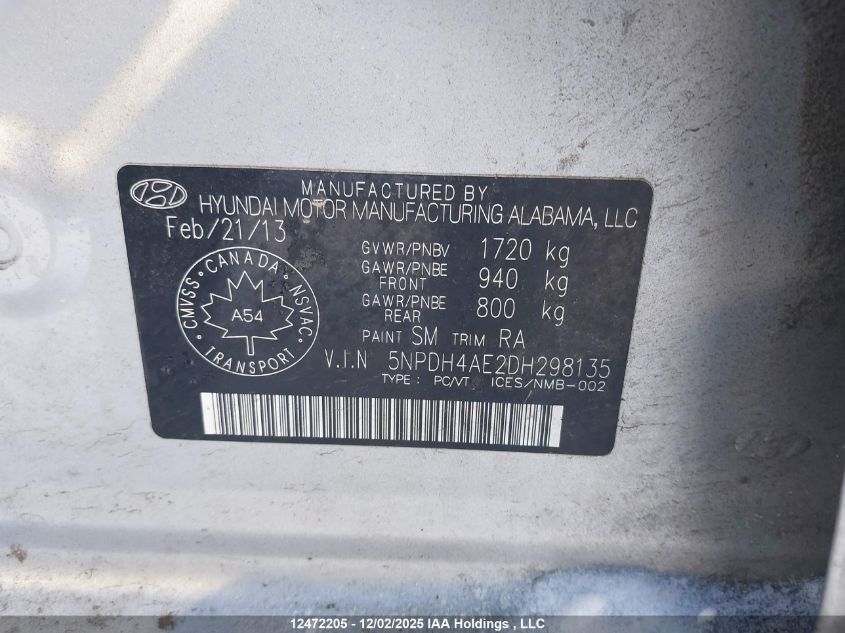 MANUFACTURED BY
HYUNDAI MOTOR MANUFACTURING ALABAMA, LLC
Feb/21/13
GVWR/PNBV 1720 kg
GAWR/PNBE FRONT 940 kg
GAWR/PNBE REAR 800 kg
PAINT SM TRIM RA
V.I.N 5NPDH4AE2DH298135
TYPE : PC/VT ICES/NMB-002
CMVSS • CANADA • NSVAC • TRANSPORT •
A54
12472205 - 12/02/2025 IAA Holdings , LLC